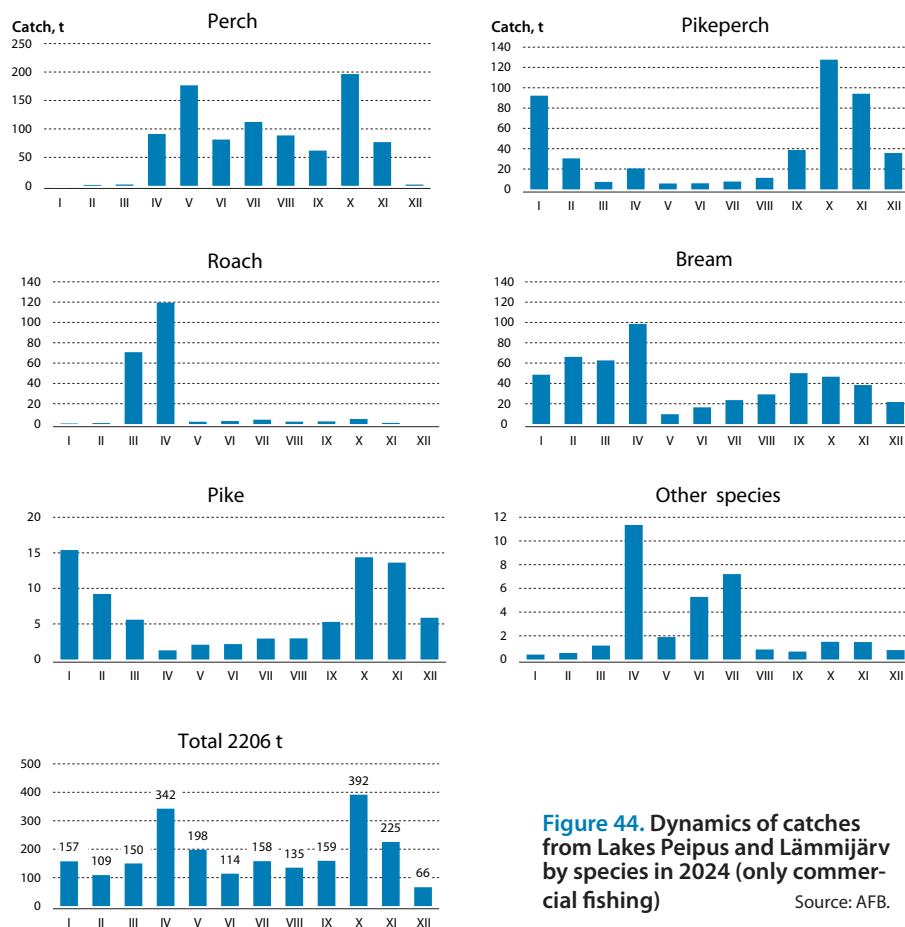 Perch
Catch, t
250
200
150
100
50
0
I II III IV V VI VII VIII IX X XI XII
Pikeperch
Catch, t
140
120
100
80
60
40
20
0
I II III IV V VI VII VIII IX X XI XII
Roach
140
120
100
80
60
40
20
0
I II III IV V VI VII VIII IX X XI XII
Bream
140
120
100
80
60
40
20
0
I II III IV V VI VII VIII IX X XI XII
Pike
20
15
10
5
0
I II III IV V VI VII VIII IX X XI XII
Other species
12
10
8
6
4
2
0
I II III IV V VI VII VIII IX X XI XII
Total 2206 t
500
400
300
200
100
0
157 109 150 342 198 114 158 135 159 392 225 66
I II III IV V VI VII VIII IX X XI XII
Figure 44. Dynamics of catches
from Lakes Peipus and Lämmijärv
by species in 2024 (only commer-
cial fishing) Source: AFB.